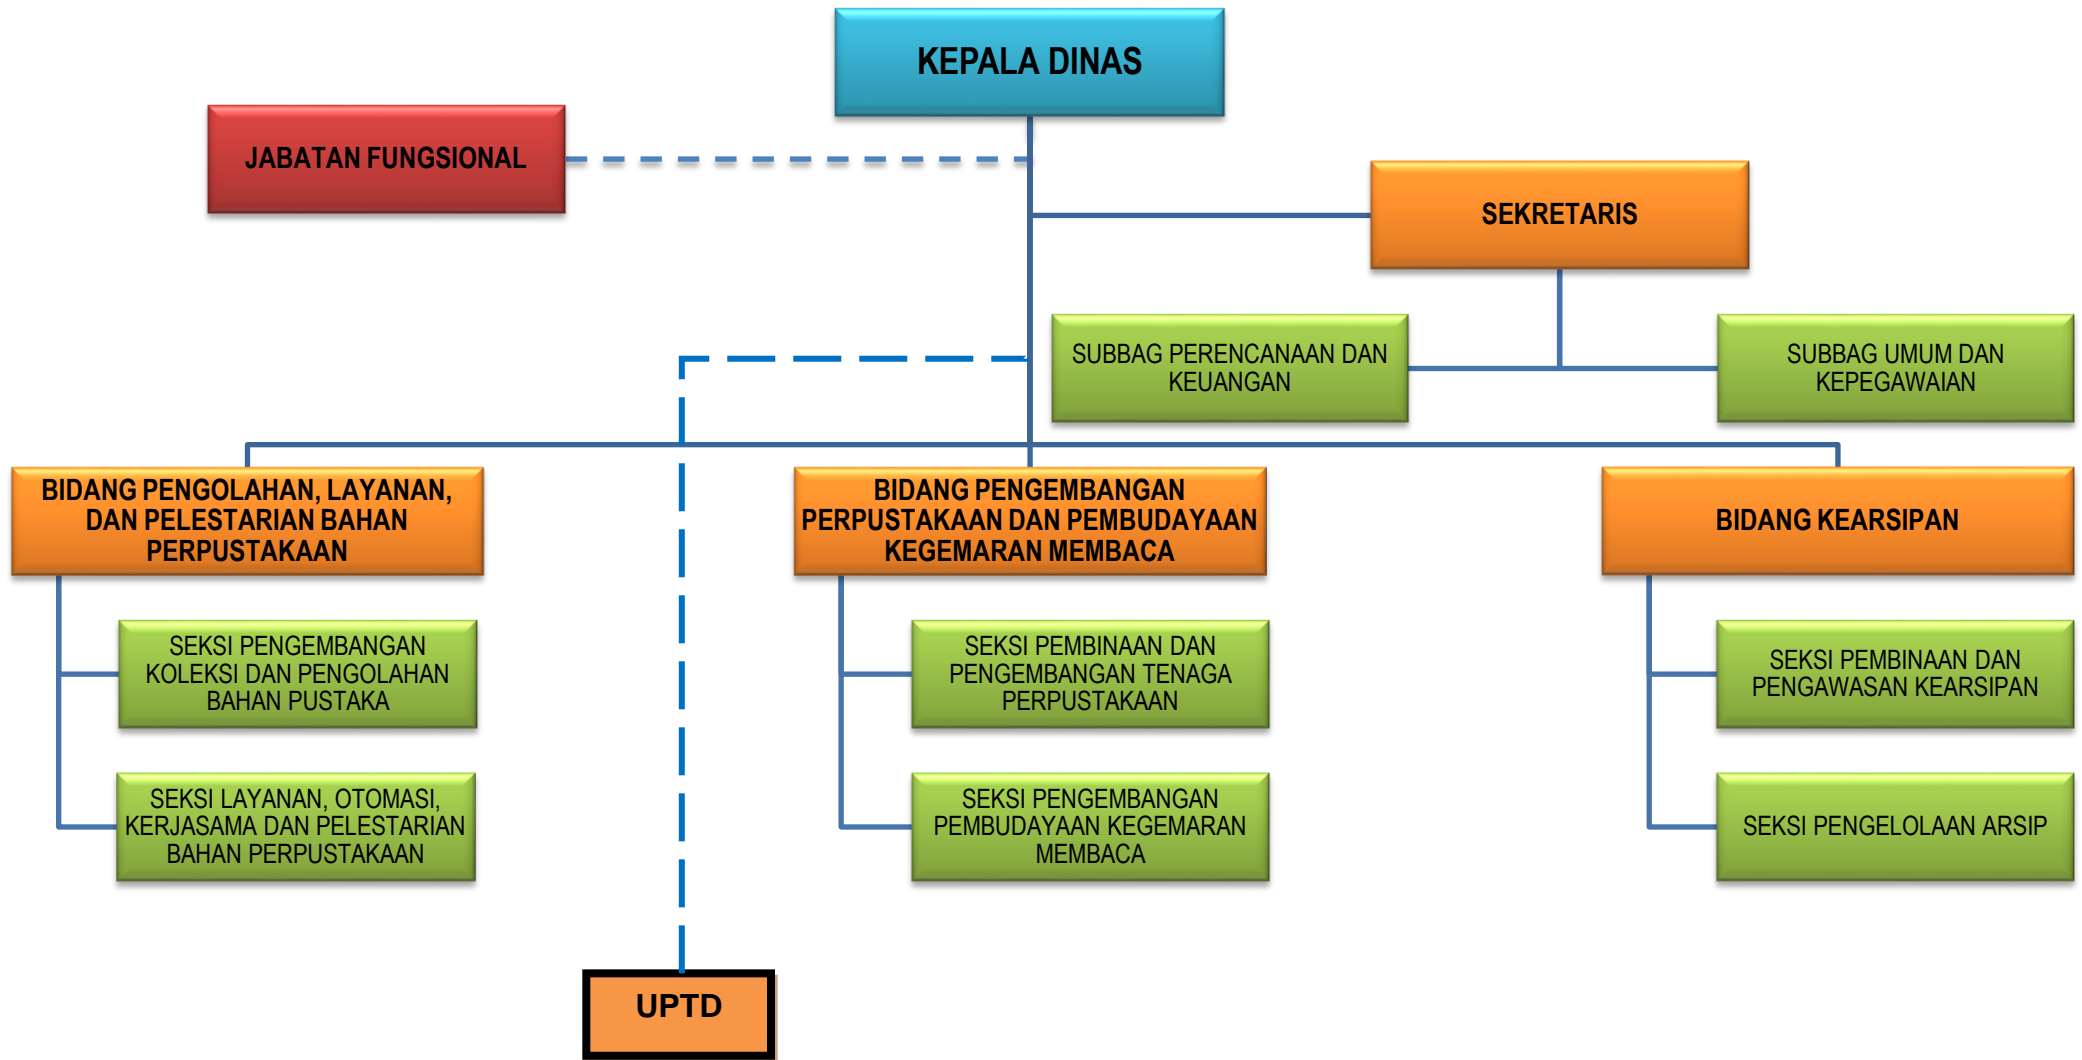 KEPALA DINAS
JABATAN FUNGSIONAL
SEKRETARIS
SUBBAG PERENCANAAN DAN
KEUANGAN
SUBBAG UMUM DAN
KEPEGAWAIAN
BIDANG PENGOLAHAN, LAYANAN,
DAN PELESTARIAN BAHAN
PERPUSTAKAAN
BIDANG PENGEMBANGAN
PERPUSTAKAAN DAN PEMBUDAYAAN
KEGEMARAN MEMBACA
BIDANG KEARSIPAN
SEKSI PENGEMBANGAN
KOLEKSI DAN PENGOLAHAN
BAHAN PUSTAKA
SEKSI PEMBINAAN DAN
PENGEMBANGAN TENAGA
PERPUSTAKAAN
SEKSI PEMBINAAN DAN
PENGAWASAN KEARSIPAN
SEKSI LAYANAN, OTOMASI,
KERJASAMA DAN PELESTARIAN
BAHAN PERPUSTAKAAN
SEKSI PENGEMBANGAN
PEMBUDAYAAN KEGEMARAN
MEMBACA
SEKSI PENGELOLAAN ARSIP
UPTD